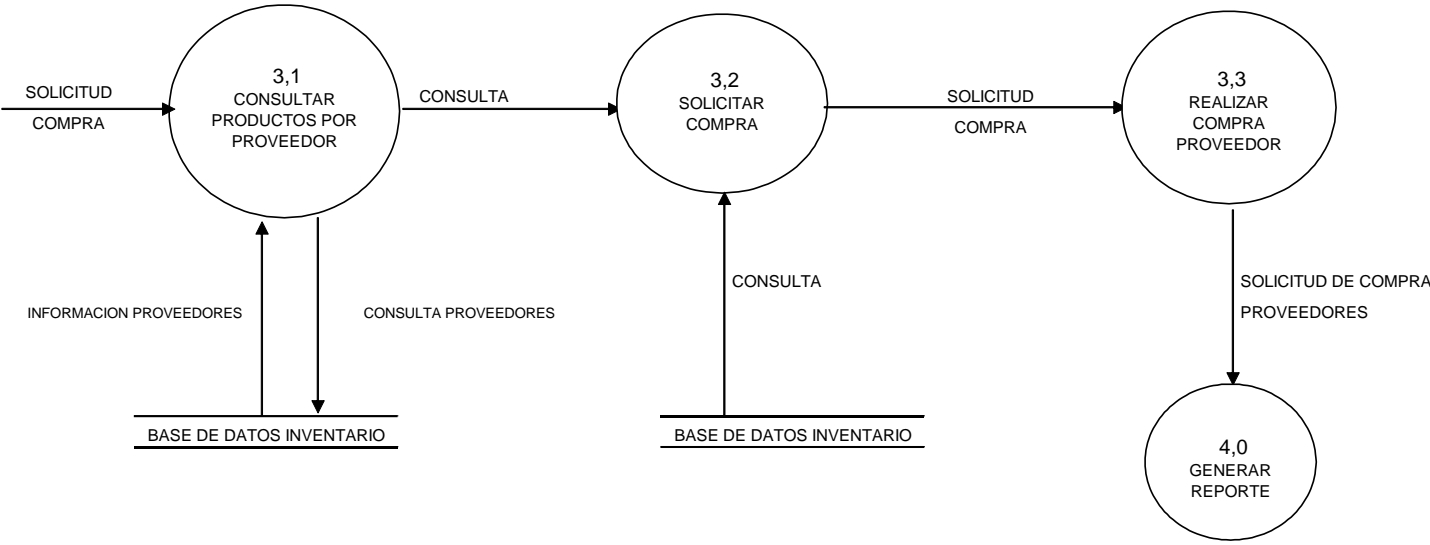 3,1
CONSULTAR
PRODUCTOS POR
PROVEEDOR
SOLICITUD
COMPRA
CONSULTA
3,2
SOLICITAR
COMPRA
SOLICITUD
COMPRA
3,3
REALIZAR
COMPRA
PROVEEDOR
INFORMACION PROVEEDORES
CONSULTA PROVEEDORES
CONSULTA
SOLICITUD DE COMPRA
PROVEEDORES
BASE DE DATOS INVENTARIO
BASE DE DATOS INVENTARIO
4,0
GENERAR
REPORTE